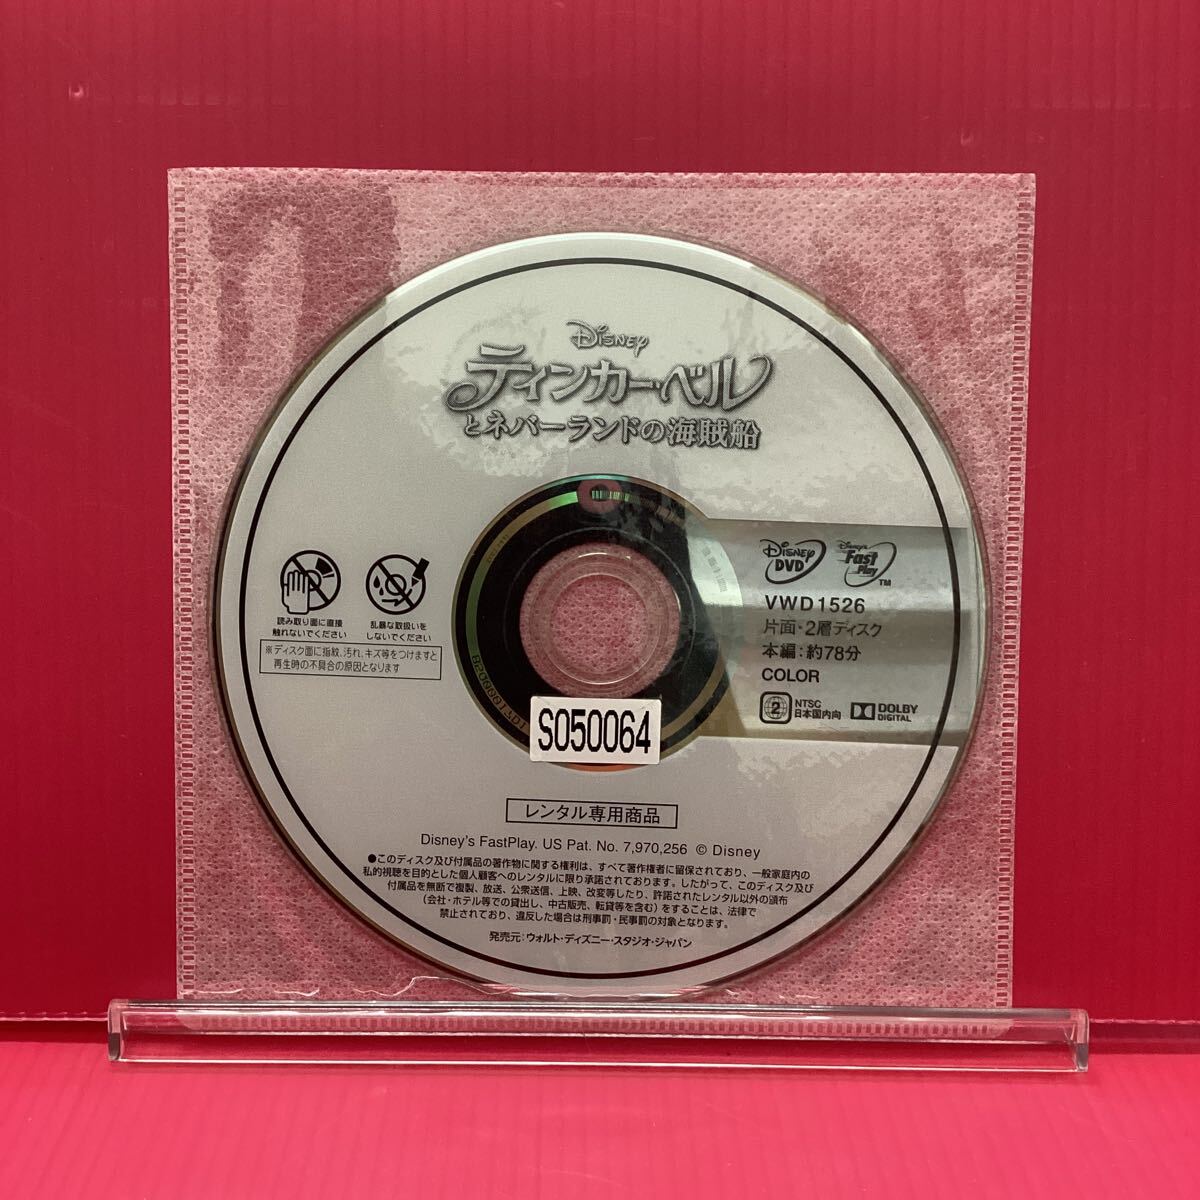 Disney
ティンカー・ベル
とネバーランドの海賊船
Disney DVD
Disney's Fast Play ™
VWD1526
片面・2層ディスク
本編：約78分
COLOR
2 NTSC 日本国内向
DOLBY DIGITAL
読み取り面に直接
触れないでください
乱暴な取扱いを
しないでください
※ディスク面に指紋、汚れ、キズ等をつけますと
再生時の不具合の原因となります
S050064
レンタル専用商品
Disney's FastPlay. US Pat. No. 7,970,256 © Disney
●このディスク及び付属品の著作物に関する権利は、すべて著作権者に留保されており、一般家庭内の
私的視聴を目的とした個人顧客へのレンタルに限り承諾されております。したがって、このディスク及び
付属品を無断で複製、放送、公衆送信、上映、改変等したり、許諾されたレンタル以外の頒布
（会社・ホテル等での貸出し、中古販売、転貸等を含む）をすることは、法律で
禁止されており、違反した場合は刑事罰・民事罰の対象となります。
発売元：ウォルト・ディズニー・スタジオ・ジャパン